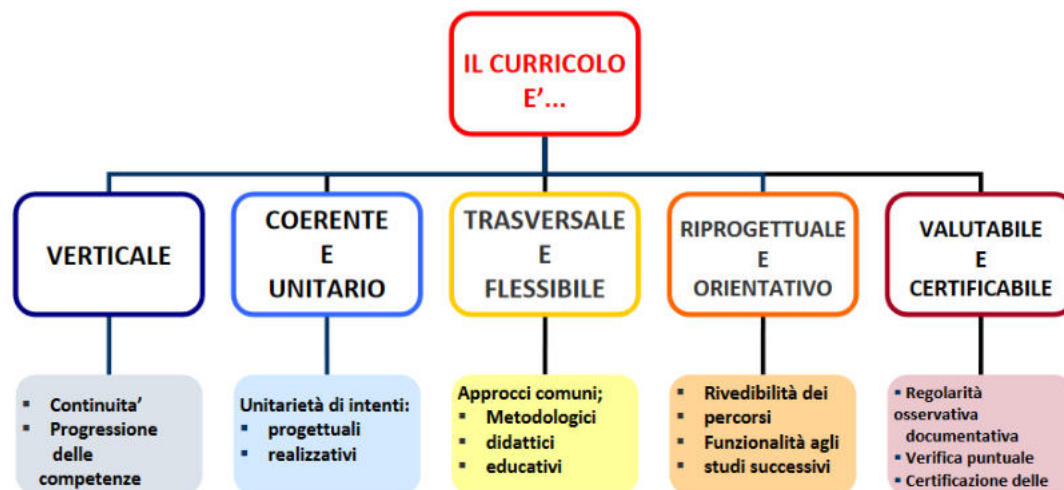 IL CURRICOLO
E'...
VERTICALE
COERENTE
E
UNITARIO
TRASVERSALE
E
FLESSIBILE
RIPROGETTUALE
E
ORIENTATIVO
VALUTABILE
E
CERTIFICABILE
▪ Continuita'
▪ Progressione
delle
competenze
Unitarietà di intenti:
▪ progettuali
▪ realizzativi
Approcci comuni;
▪ Metodologici
▪ didattici
▪ educativi
▪ Rivedibilità dei
▪ percorsi
▪ Funzionalità agli
▪ studi successivi
▪ Regolarità
osservativa
documentativa
▪ Verifica puntuale
▪ Certificazione delle